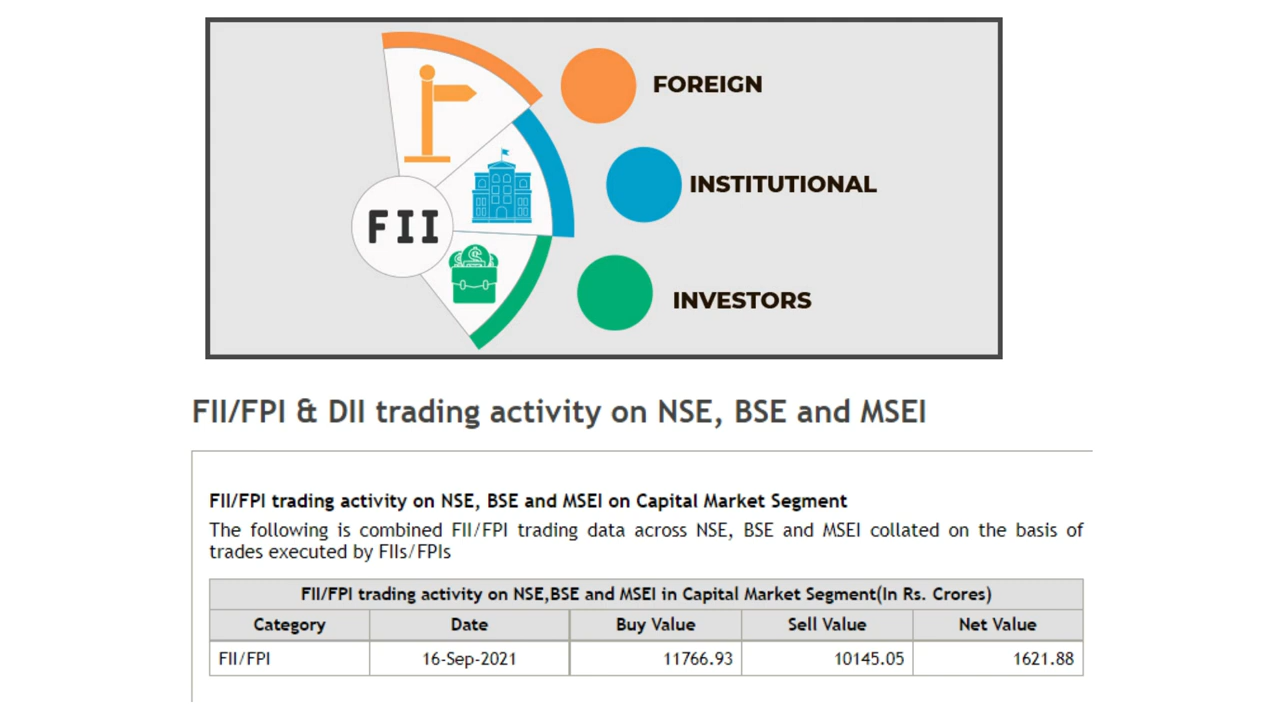 FII
FOREIGN
INSTITUTIONAL
INVESTORS
FII/FPI & DII trading activity on NSE, BSE and MSEI
FII/FPI trading activity on NSE, BSE and MSEI on Capital Market Segment
The following is combined FII/FPI trading data across NSE, BSE and MSEI collated on the basis of
trades executed by FIIs/FPIs
FII/FPI trading activity on NSE,BSE and MSEI in Capital Market Segment(In Rs. Crores)
Category Date Buy Value Sell Value Net Value
FII/FPI 16-Sep-2021 11766.93 10145.05 1621.88